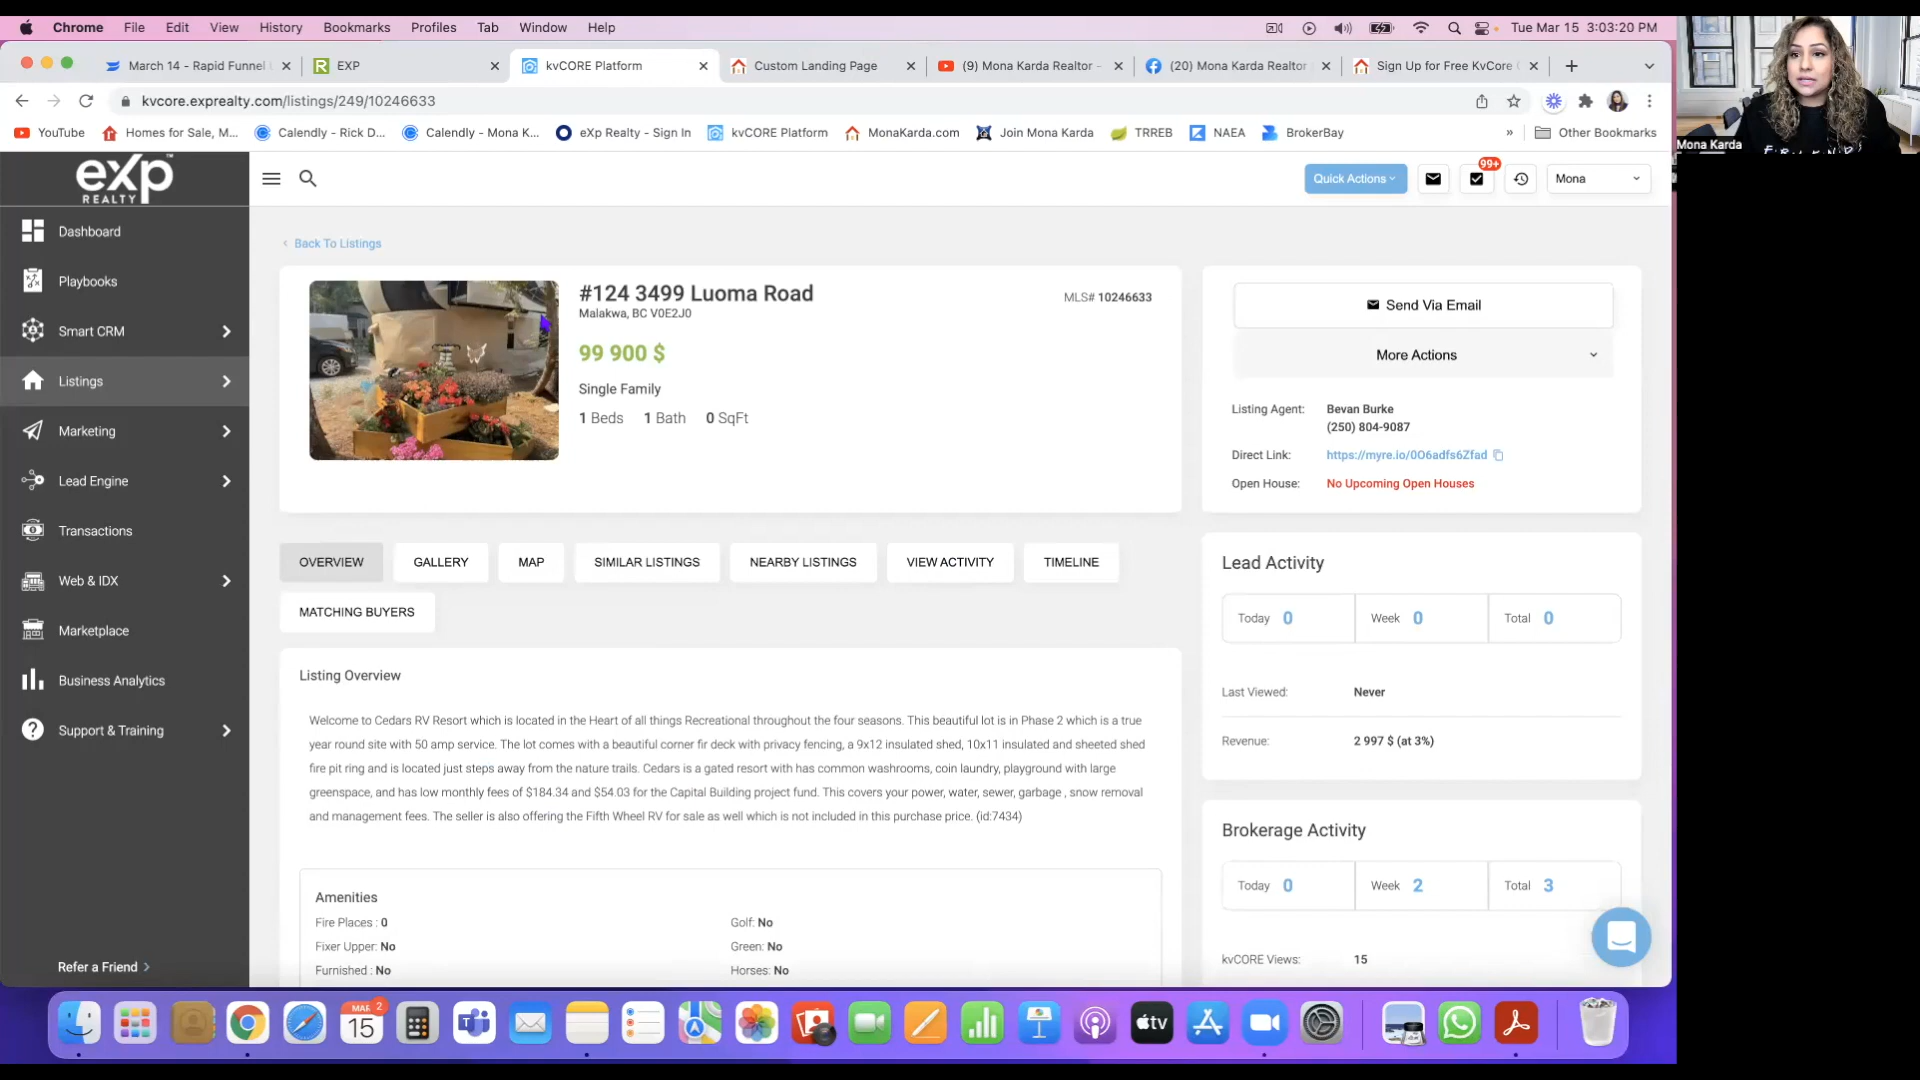 Chrome File Edit View History Bookmarks Profiles Tab Window Help Tue Mar 15 3:03:20 PM
March 14 - Rapid Funnel EXP kvCORE Platform Custom Landing Page (9) Mona Karda Realtor - (20) Mona Karda Realtor Sign Up for Free KvCore
kvcore.exprealty.com/listings/249/10246633
YouTube Homes for Sale, M... Calendly - Rick D... Calendly - Mona K... eXp Realty - Sign In kvCORE Platform MonaKarda.com Join Mona Karda TRREB NAEA BrokerBay » Other Bookmarks
Mona Karda
exp REALTY
Quick Actions
99+
Mona
Dashboard
Playbooks
Smart CRM
Listings
Marketing
Lead Engine
Transactions
Web & IDX
Marketplace
Business Analytics
Support & Training
Refer a Friend
Back To Listings
#124 3499 Luoma Road
Malakwa, BC V0E2J0
MLS# 10246633
99 900 $
Single Family
1 Beds 1 Bath 0 SqFt
Send Via Email
More Actions
Listing Agent: Bevan Burke
(250) 804-9087
Direct Link: https://myre.io/0O6adfs6Zfad
Open House: No Upcoming Open Houses
OVERVIEW GALLERY MAP SIMILAR LISTINGS NEARBY LISTINGS VIEW ACTIVITY TIMELINE
MATCHING BUYERS
Lead Activity
Today 0 Week 0 Total 0
Last Viewed: Never
Revenue: 2 997 $ (at 3%)
Listing Overview
Welcome to Cedars RV Resort which is located in the Heart of all things Recreational throughout the four seasons. This beautiful lot is in Phase 2 which is a true
year round site with 50 amp service. The lot comes with a beautiful corner fir deck with privacy fencing, a 9x12 insulated shed, 10x11 insulated and sheeted shed
fire pit ring and is located just steps away from the nature trails. Cedars is a gated resort with has common washrooms, coin laundry, playground with large
greenspace, and has low monthly fees of $184.34 and $54.03 for the Capital Building project fund. This covers your power, water, sewer, garbage , snow removal
and management fees. The seller is also offering the Fifth Wheel RV for sale as well which is not included in this purchase price. (id:7434)
Brokerage Activity
Today 0 Week 2 Total 3
kvCORE Views: 15
Amenities
Fire Places : 0 Golf: No
Fixer Upper: No Green: No
Furnished : No Horses: No
MAR 2
15
tv